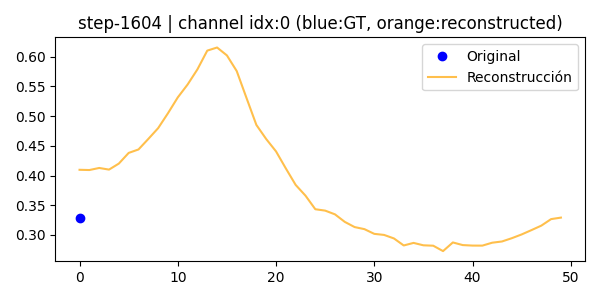 step-1604 | channel idx:0 (blue:GT, orange:reconstructed)
Original
Reconstrucción
0.60
0.55
0.50
0.45
0.40
0.35
0.30
0 10 20 30 40 50